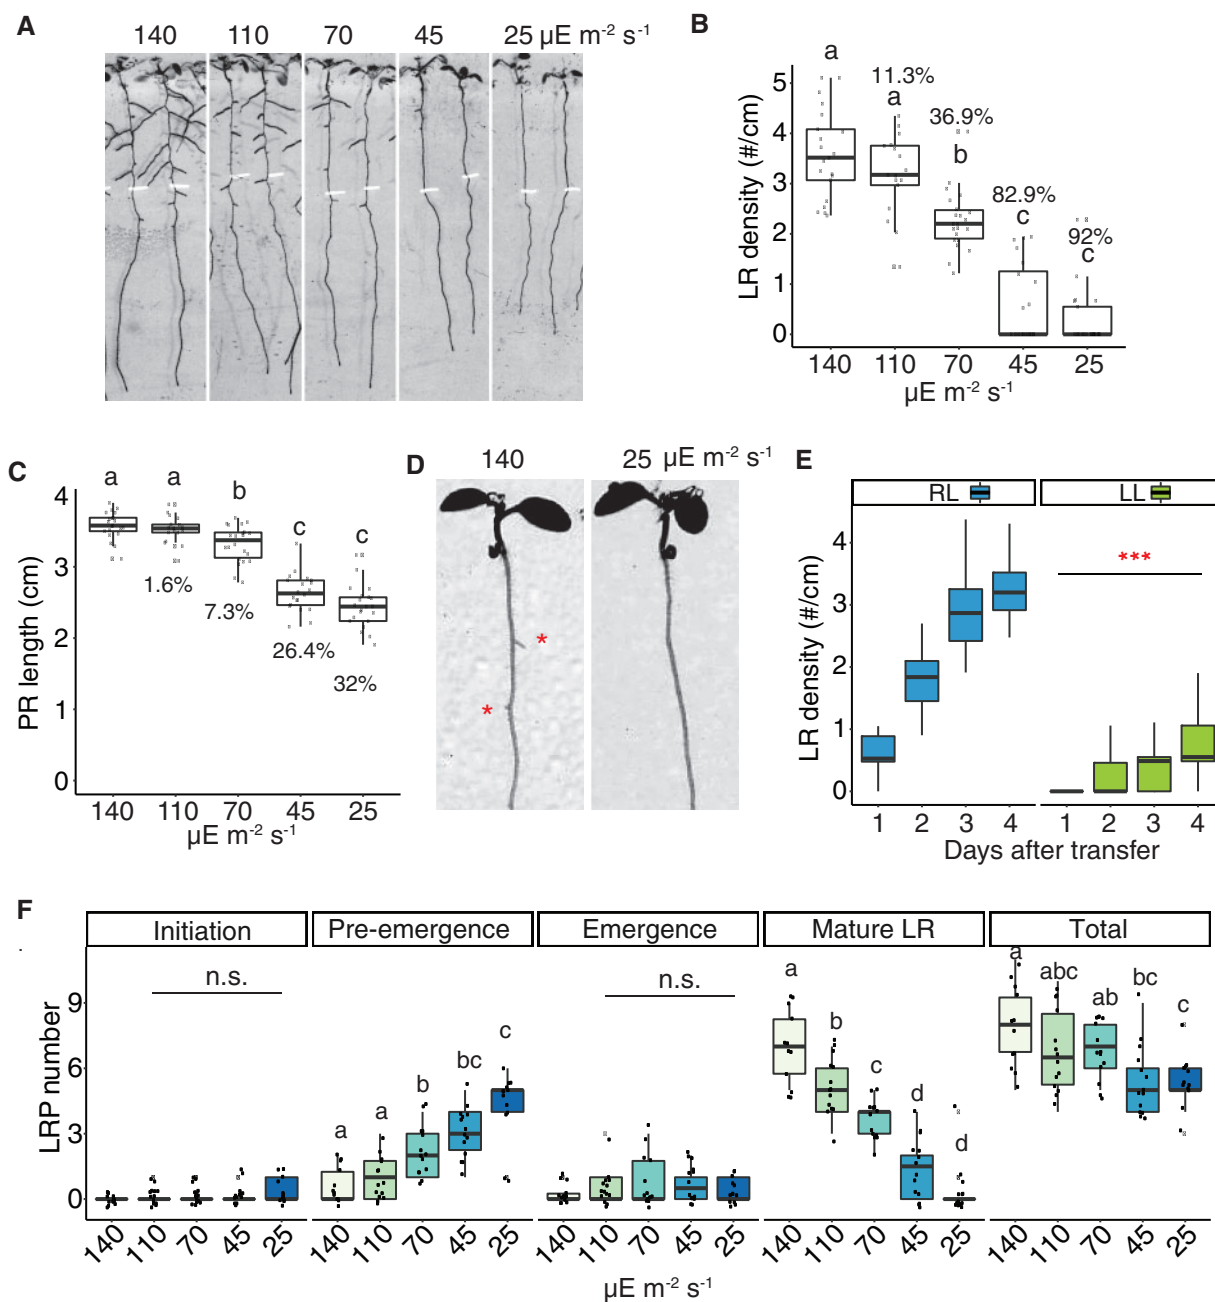 A
140 110 70 45 25 µE m-2 s-1
B
LR density (#/cm)
5
4
3
2
1
0
a
11.3%
a
36.9%
b
82.9%
c
92%
c
140 110 70 45 25
µE m-2 s-1
C
PR length (cm)
4
3
2
1
0
a a b c c
1.6%
7.3%
26.4%
32%
140 110 70 45 25
µE m-2 s-1
D
140 25 µE m-2 s-1
*
*
E
RL LL
LR density (#/cm)
4
3
2
1
0
***
1 2 3 4 1 2 3 4
Days after transfer
F
Initiation Pre-emergence Emergence Mature LR Total
LRP number
9
6
3
0
n.s.
a a b bc c
n.s.
a b c d d
a abc ab bc c
140 110 70 45 25 140 110 70 45 25 140 110 70 45 25 140 110 70 45 25 140 110 70 45 25
µE m-2 s-1